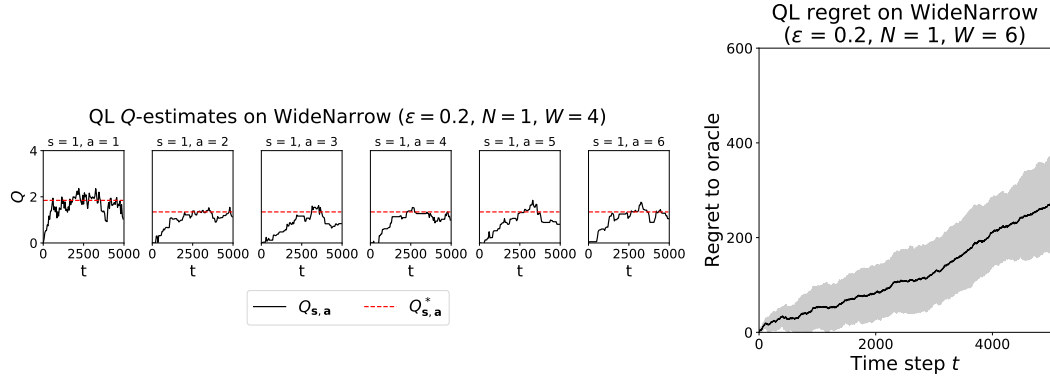 QL Q-estimates on WideNarrow (ε = 0.2, N = 1, W = 4)
s = 1, a = 1 s = 1, a = 2 s = 1, a = 3 s = 1, a = 4 s = 1, a = 5 s = 1, a = 6
4
2
0
Q
0 2500 5000 0 2500 5000 0 2500 5000 0 2500 5000 0 2500 5000 0 2500 5000
t t t t t t
Q_{s,a} Q^*_{s,a}
QL regret on WideNarrow
(ε = 0.2, N = 1, W = 6)
600
400
200
0
Regret to oracle
0 2000 4000
Time step t